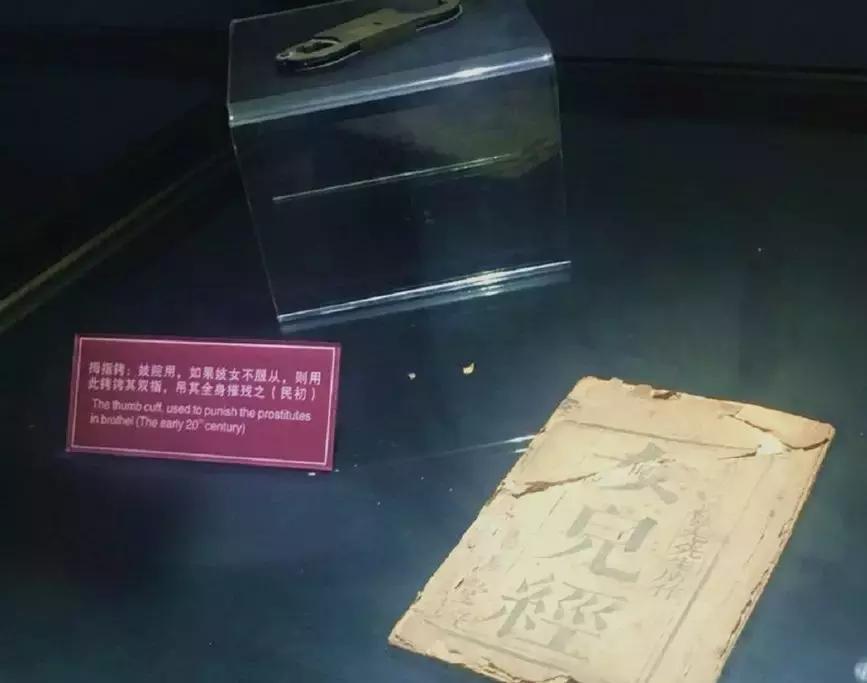 拇指铐：妓院用，如果妓女不服从，则用
此铐铐其双指，吊其全身摧残之（民初）
The thumb cuff, used to punish the prostitutes
in brothel (The early 20th century)
女兒經